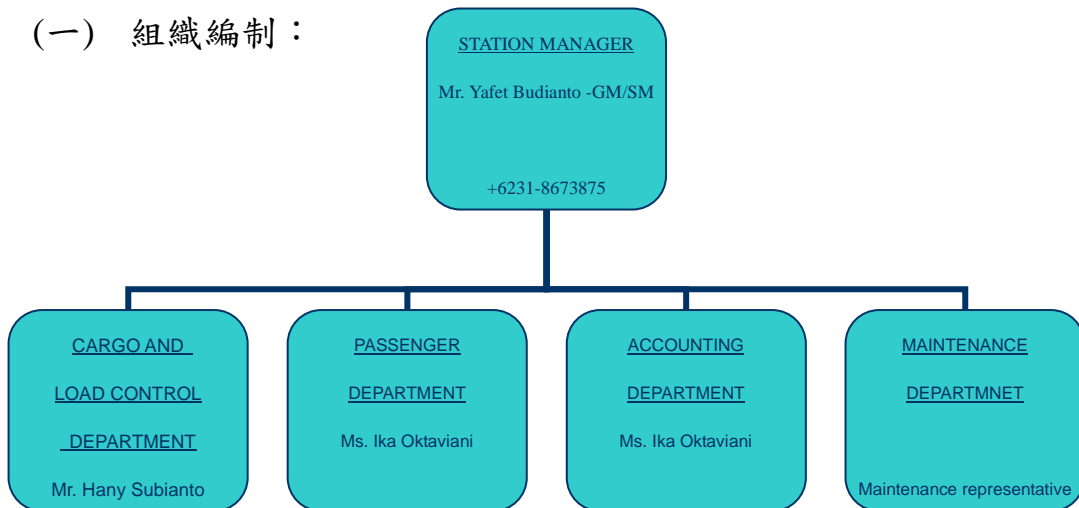 (一) 組織編制：
STATION MANAGER
Mr. Yafet Budianto -GM/SM
+6231-8673875
CARGO AND
LOAD CONTROL
DEPARTMENT
Mr. Hany Subianto
PASSENGER
DEPARTMENT
Ms. Ika Oktaviani
ACCOUNTING
DEPARTMENT
Ms. Ika Oktaviani
MAINTENANCE
DEPARTMNET
Maintenance representative